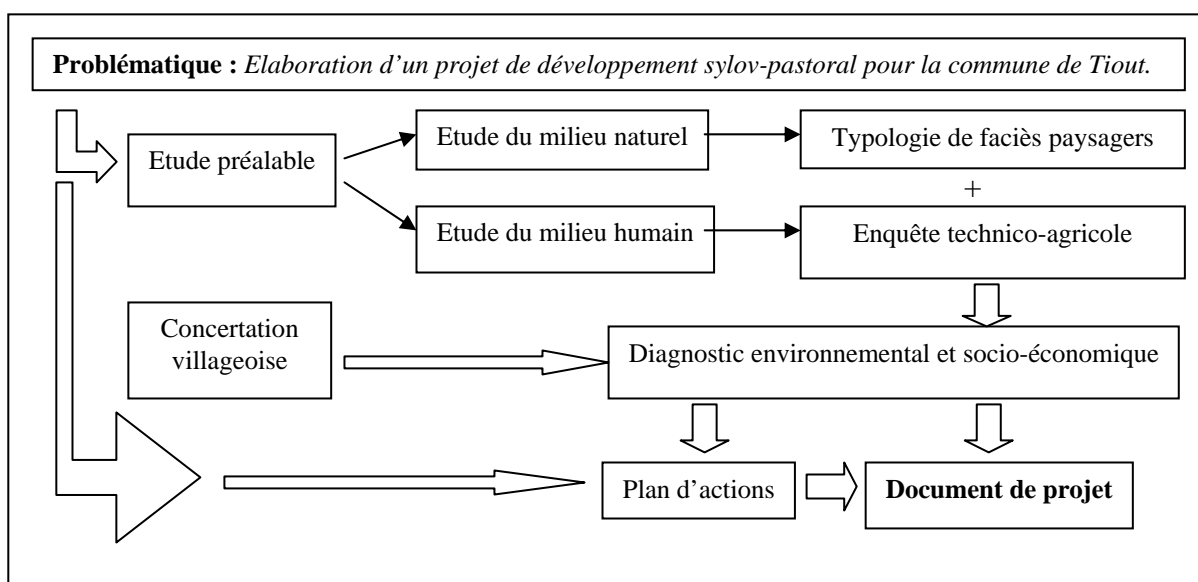 Problématique : Elaboration d'un projet de développement sylov-pastoral pour la commune de Tiout.
Etude préalable
Etude du milieu naturel
Typologie de faciès paysagers
+
Etude du milieu humain
Enquête technico-agricole
Concertation
villageoise
Diagnostic environnemental et socio-économique
Plan d'actions
Document de projet